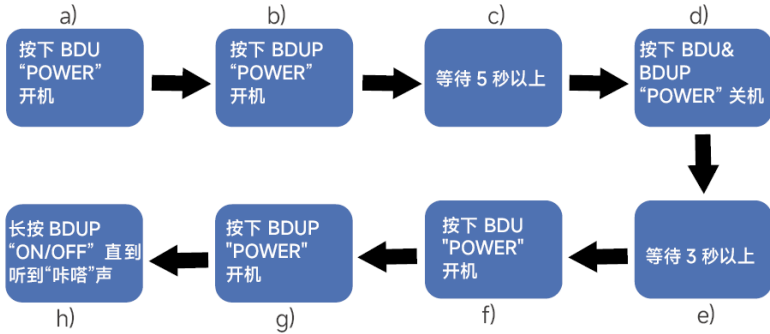 a)
按下 BDU
“POWER”
开机
b)
按下 BDUP
“POWER”
开机
c)
等待 5 秒以上
d)
按下 BDU&
BDUP
“POWER” 关机
e)
等待 3 秒以上
f)
按下 BDU
"POWER"
开机
g)
按下 BDUP
"POWER"
开机
h)
长按 BDUP
“ON/OFF” 直到
听到“咔嗒”声